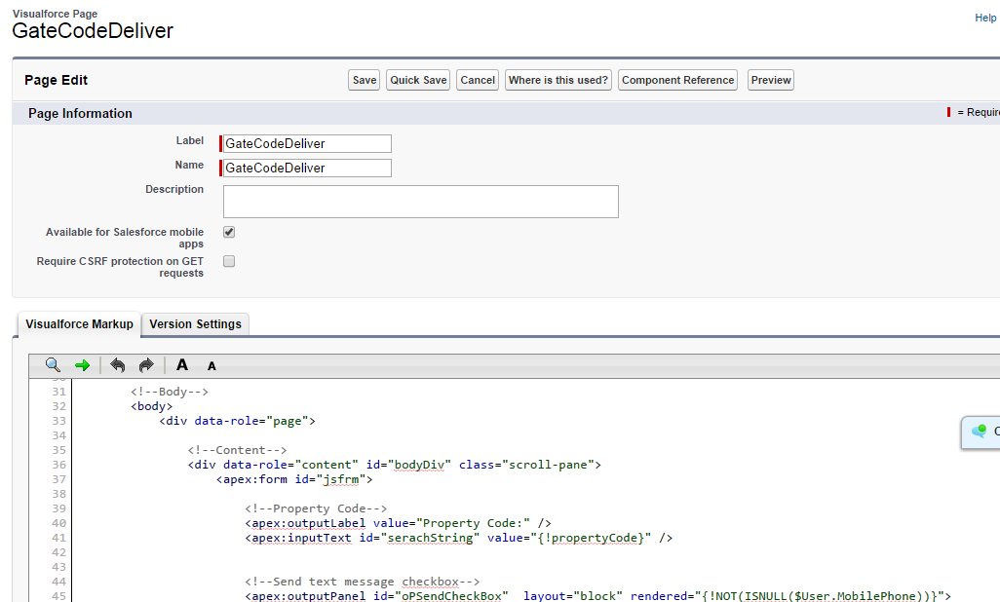 Visualforce Page
GateCodeDeliver
Help
Page Edit
Save Quick Save Cancel Where is this used? Component Reference Preview
Page Information
= Requir
Label GateCodeDeliver
Name GateCodeDeliver
Description
Available for Salesforce mobile
apps
Require CSRF protection on GET
requests
Visualforce Markup Version Settings
A A
31 <!--Body-->
32 <body>
33 <div data-role="page">
34
35 <!--Content-->
36 <div data-role="content" id="bodyDiv" class="scroll-pane">
37 <apex:form id="jsfrm">
38
39 <!--Property Code-->
40 <apex:outputLabel value="Property Code:" />
41 <apex:inputText id="serachString" value="{!propertyCode}" />
42
43
44 <!--Send text message checkbox-->
45 <apex:outputPanel id="oPSendCheckBox" layout="block" rendered="{!NOT(ISNULL($User.MobilePhone))}">